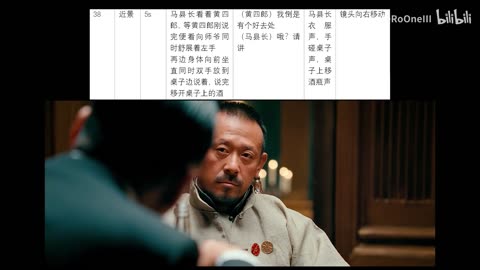 RoOneIII bilibili
38 近景 5s 马县长看着黄四 (黄四郎)我倒是 马县长 镜头向右移动
郎、等黄四郎刚说 有个好去处 衣服
完便看向师爷同 (马县长)哦?请 声、手
时舒展着左手 讲 碰桌子
再边身体向前坐 声、桌
直同时双手放到 子上移
桌子边说着、说完 酒瓶声
移开桌子上的酒